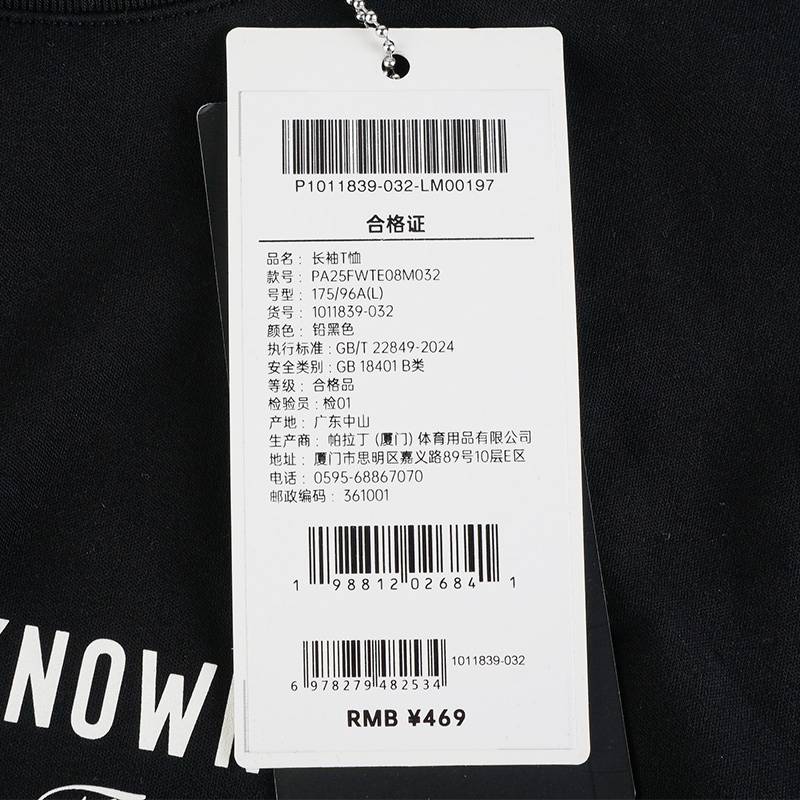 P1011839-032-LM00197
合格证
品名：长袖T恤
款号：PA25FWTE08M032
号型：175/96A(L)
货号：1011839-032
颜色：铅黑色
执行标准：GB/T 22849-2024
安全类别：GB 18401 B类
等级：合格品
检验员：检01
产地：广东中山
生产商：帕拉丁(厦门)体育用品有限公司
地址：厦门市思明区嘉义路89号10层E区
电话：0595-68867070
邮政编码：361001
1 98812 02684 1
1011839-032
6 978279 482534
RMB ¥469
KNOWN